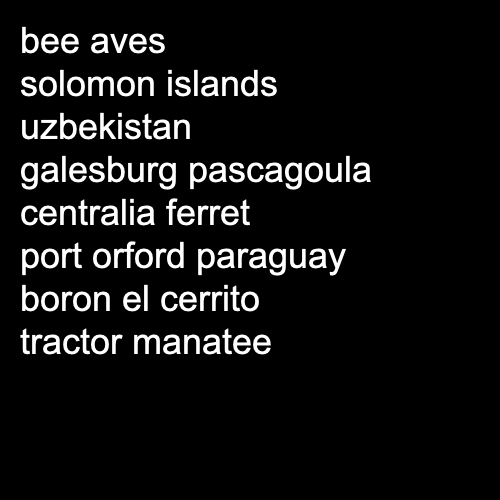 bee aves
solomon islands
uzbekistan
galesburg pascagoula
centralia ferret
port orford paraguay
boron el cerrito
tractor manatee